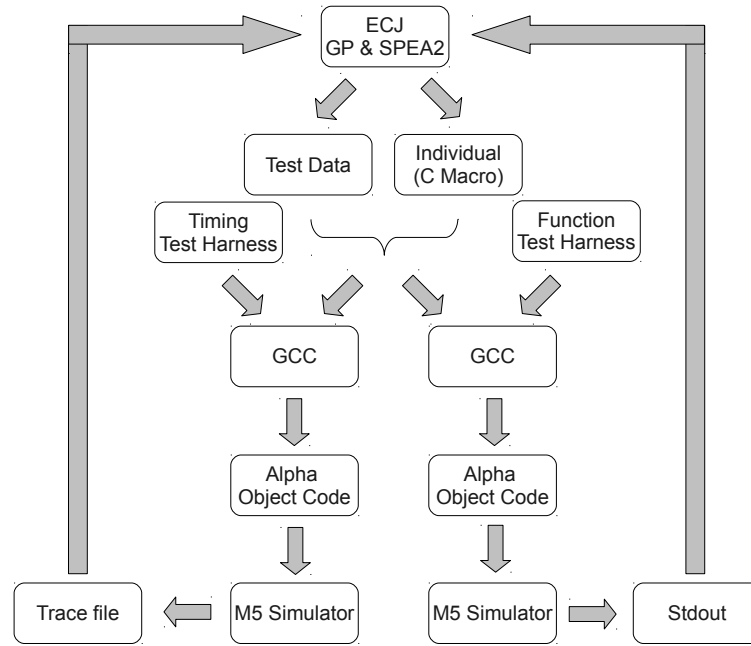 ECJ
GP & SPEA2
Test Data
Individual
(C Macro)
Timing
Test Harness
Function
Test Harness
GCC
GCC
Alpha
Object Code
Alpha
Object Code
Trace file
M5 Simulator
M5 Simulator
Stdout